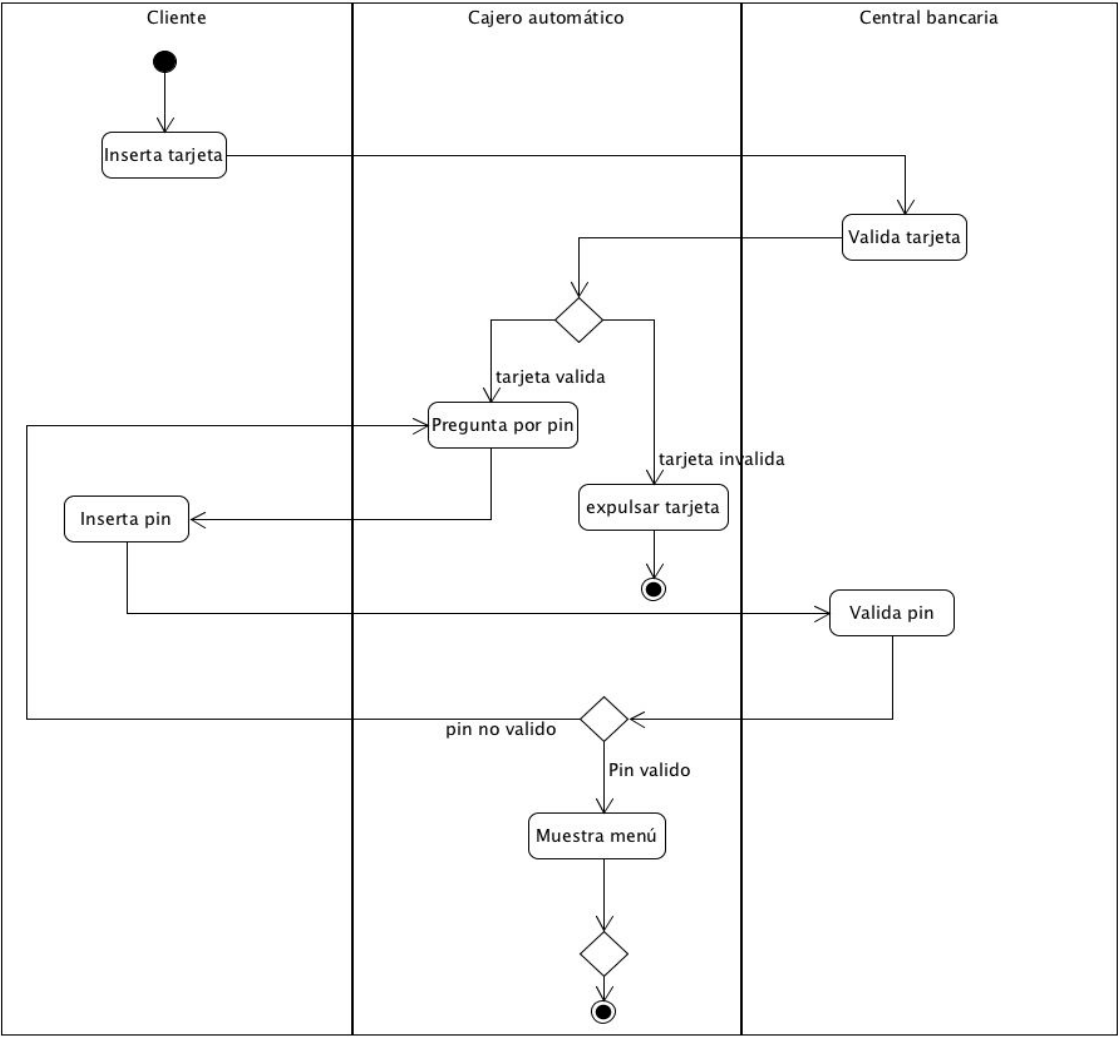 Cliente
Cajero automático
Central bancaria
Inserta tarjeta
Valida tarjeta
tarjeta valida
Pregunta por pin
tarjeta invalida
expulsar tarjeta
Inserta pin
Valida pin
pin no valido
Pin valido
Muestra menú